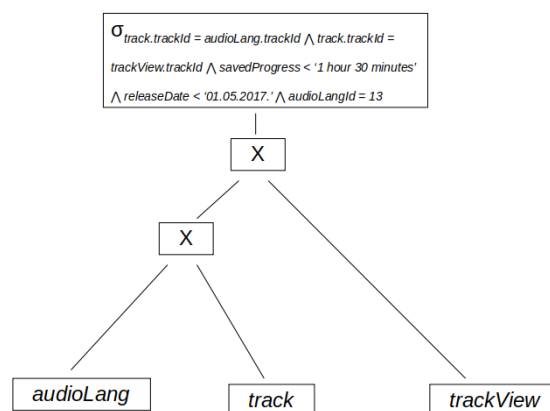 σtrack.trackId = audioLang.trackId ⋀ track.trackId =
trackView.trackId ⋀ savedProgress < '1 hour 30 minutes'
⋀ releaseDate < '01.05.2017.' ⋀ audioLangId = 13
X
X
audioLang
track
trackView